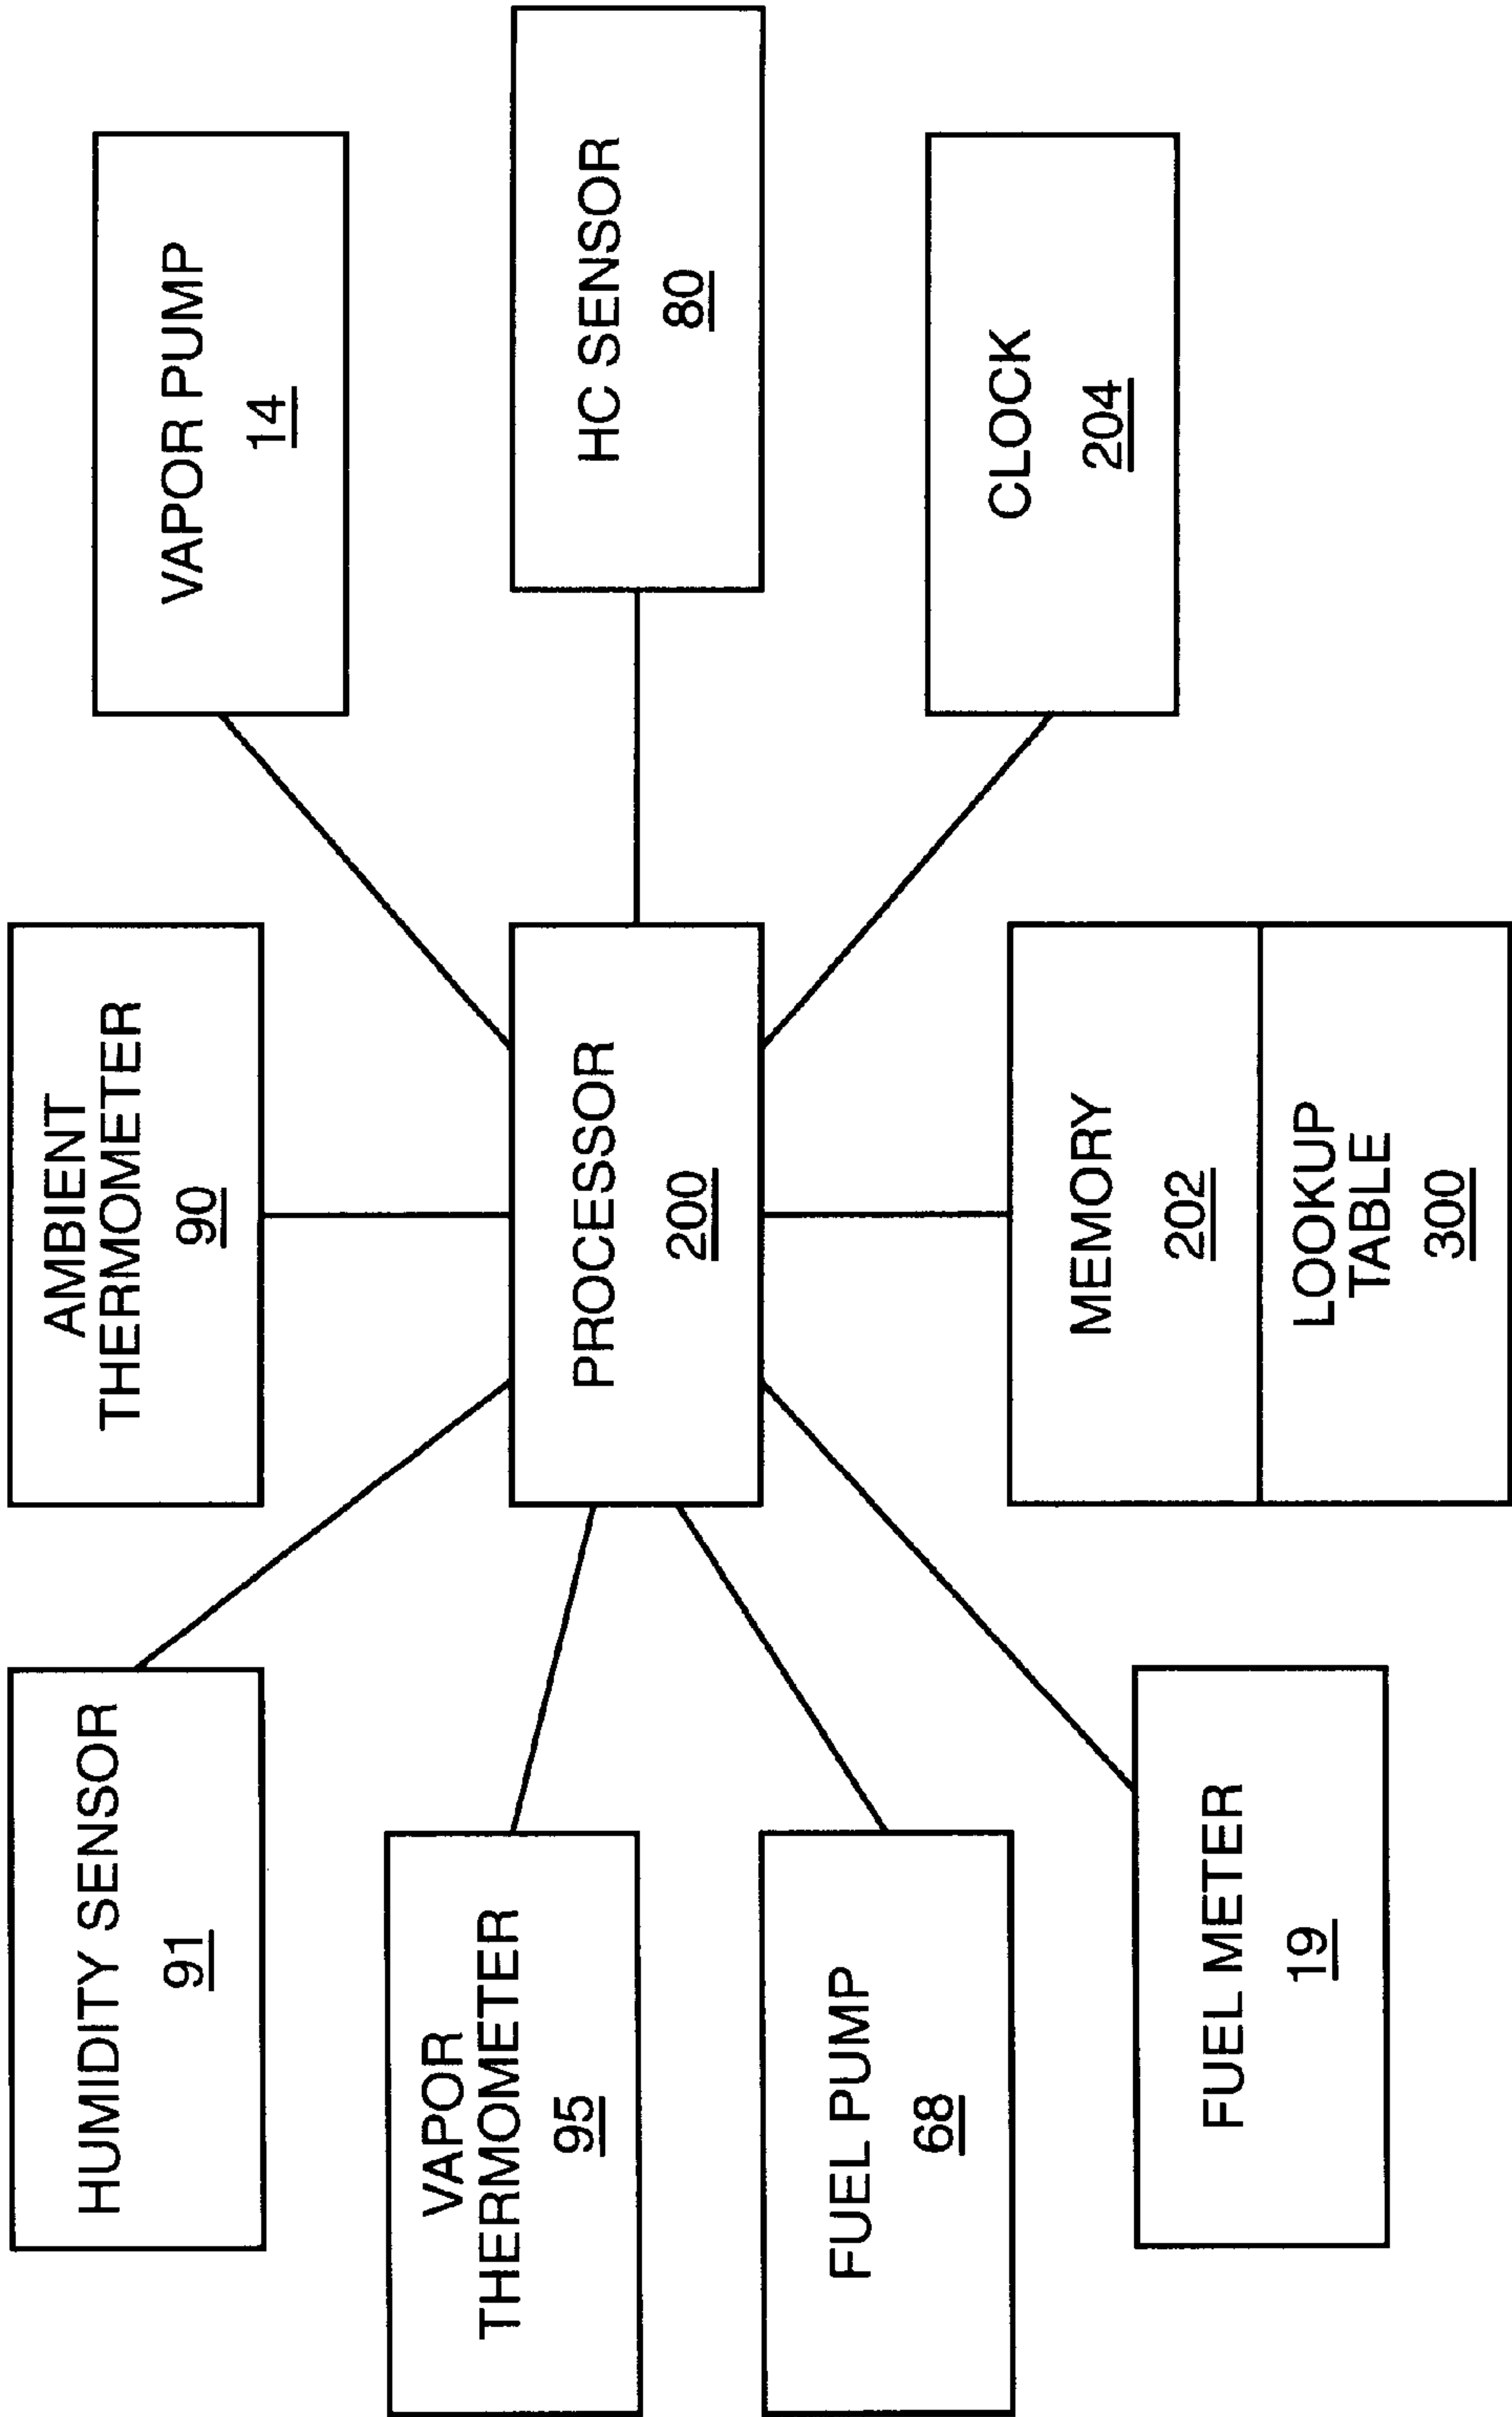 HUMIDITY SENSOR
91
AMBIENT
THERMOMETER
90
VAPOR PUMP
14
VAPOR
THERMOMETER
95
PROCESSOR
200
HC SENSOR
80
FUEL PUMP
68
CLOCK
204
FUEL METER
19
MEMORY
202
LOOKUP
TABLE
300